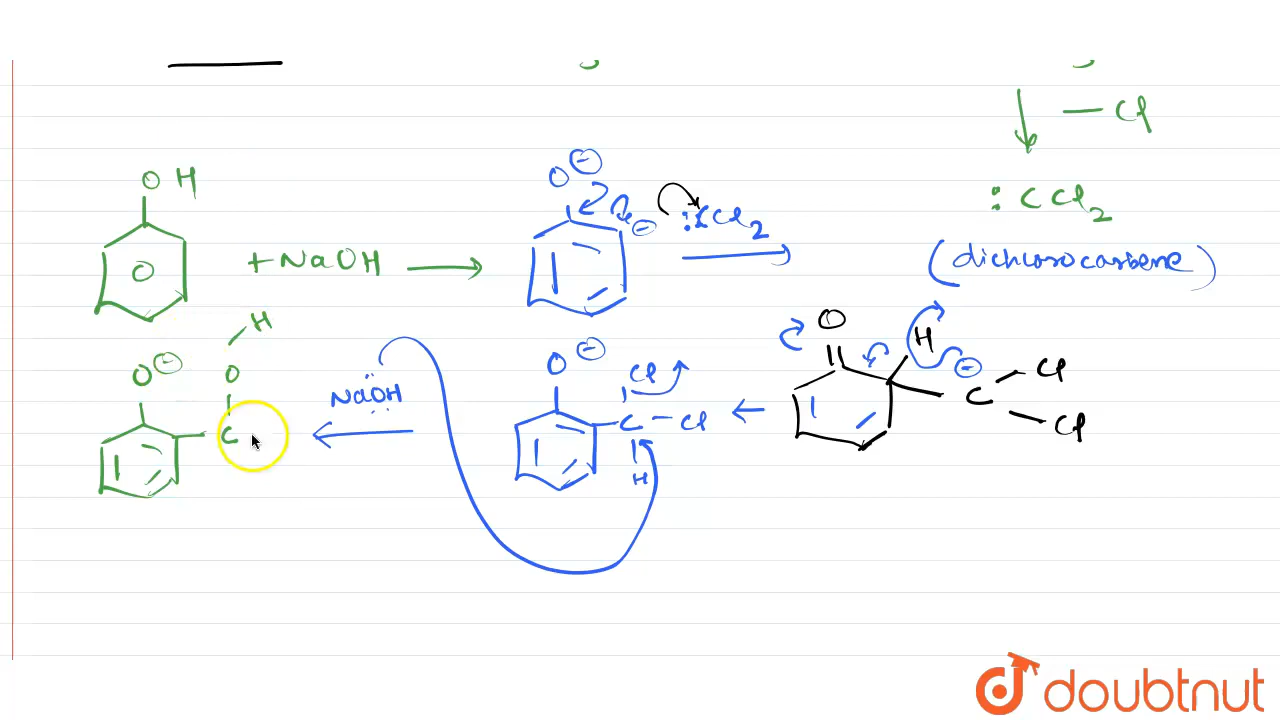 — Cl
OH
O⊖
:CCl2
+ NaOH
⊖ :CCl2
(dichlorocarbene)
H
O
H
O⊖
O
O⊖
Cl
⊖
Cl
NaOH
C
C – Cl
C
Cl
H
doubtnut